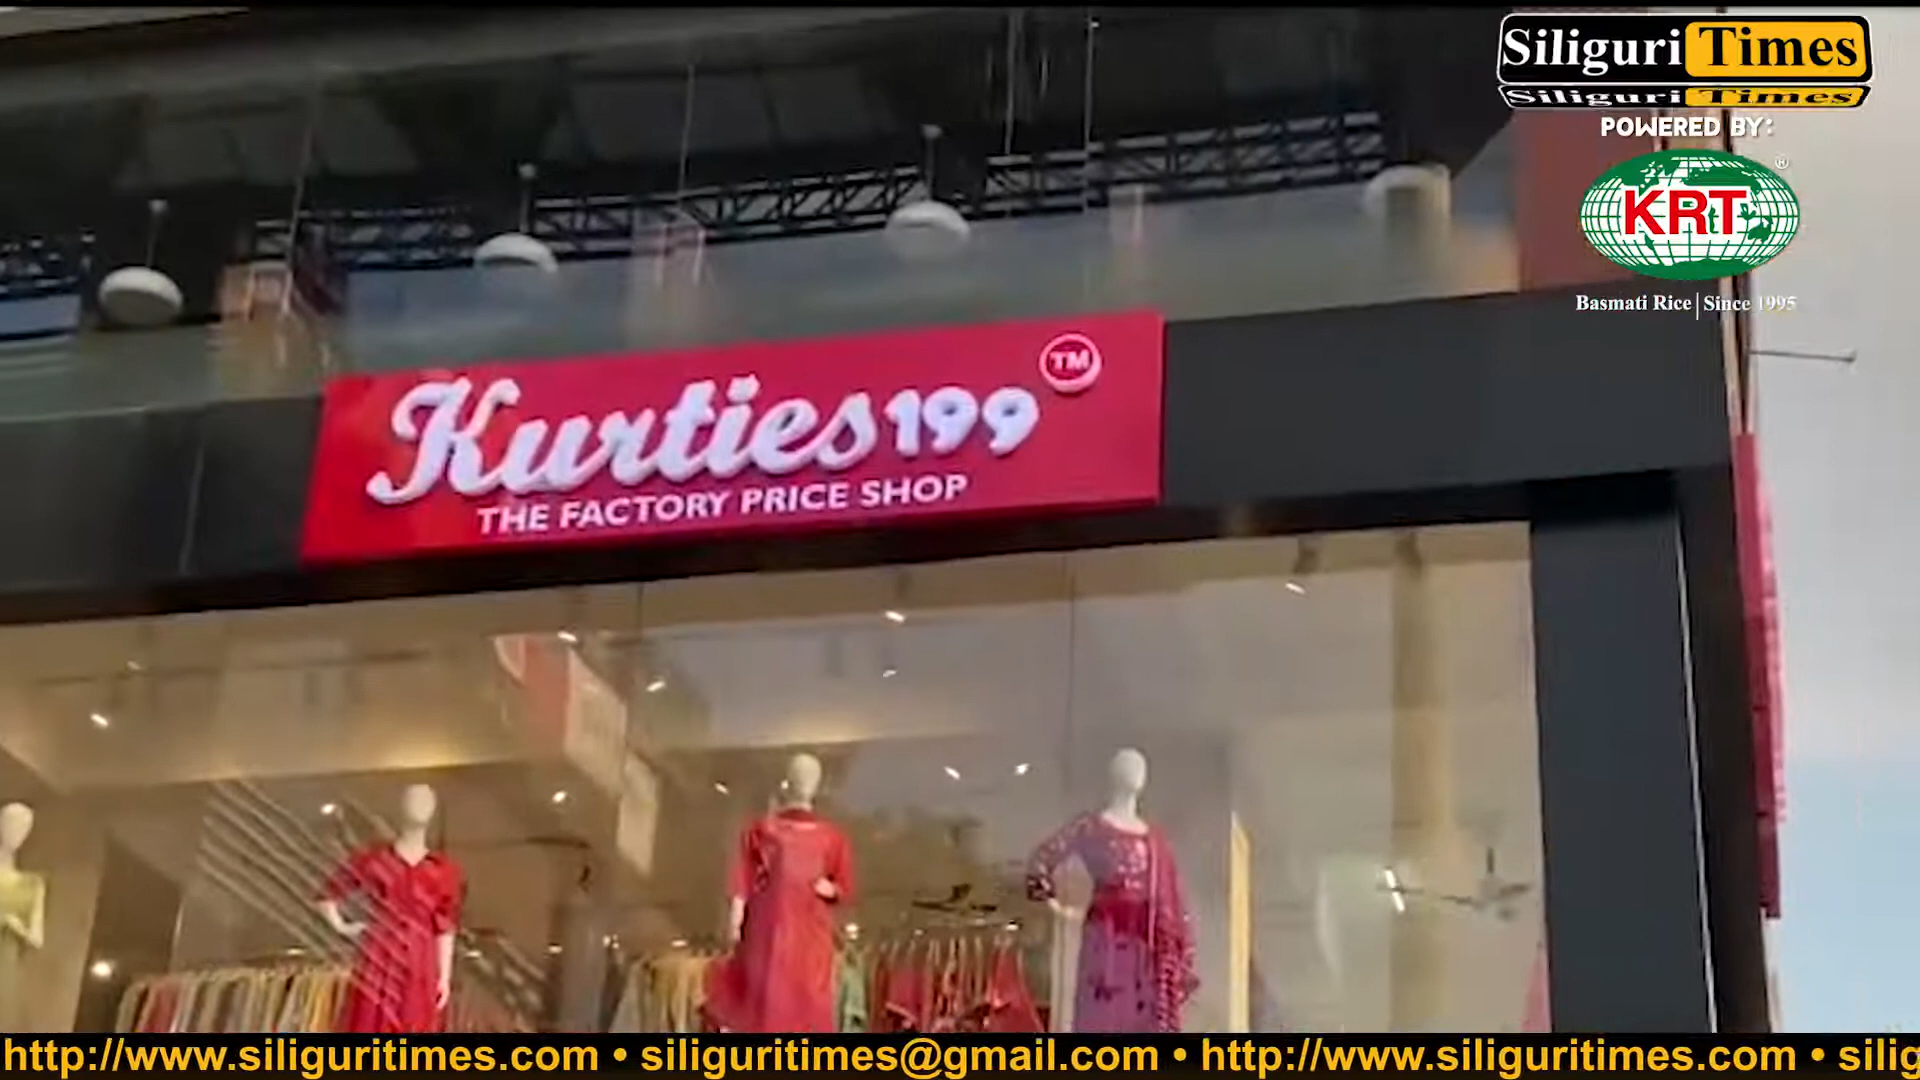 Siliguri Times
Siliguri Times
POWERED BY:
KRT ®
Basmati Rice | Since 1995
Kurties199 TM
THE FACTORY PRICE SHOP
http://www.siliguritimes.com • siliguritimes@gmail.com • http://www.siliguritimes.com • silig